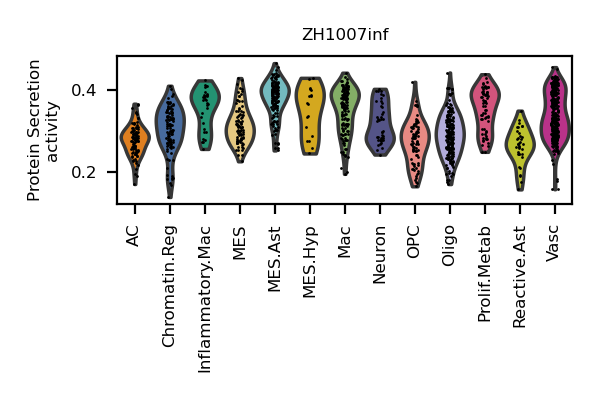 ZH1007inf
Protein Secretion
activity
0.4
0.2
AC
Chromatin.Reg
Inflammatory.Mac
MES
MES.Ast
MES.Hyp
Mac
Neuron
OPC
Oligo
Prolif.Metab
Reactive.Ast
Vasc